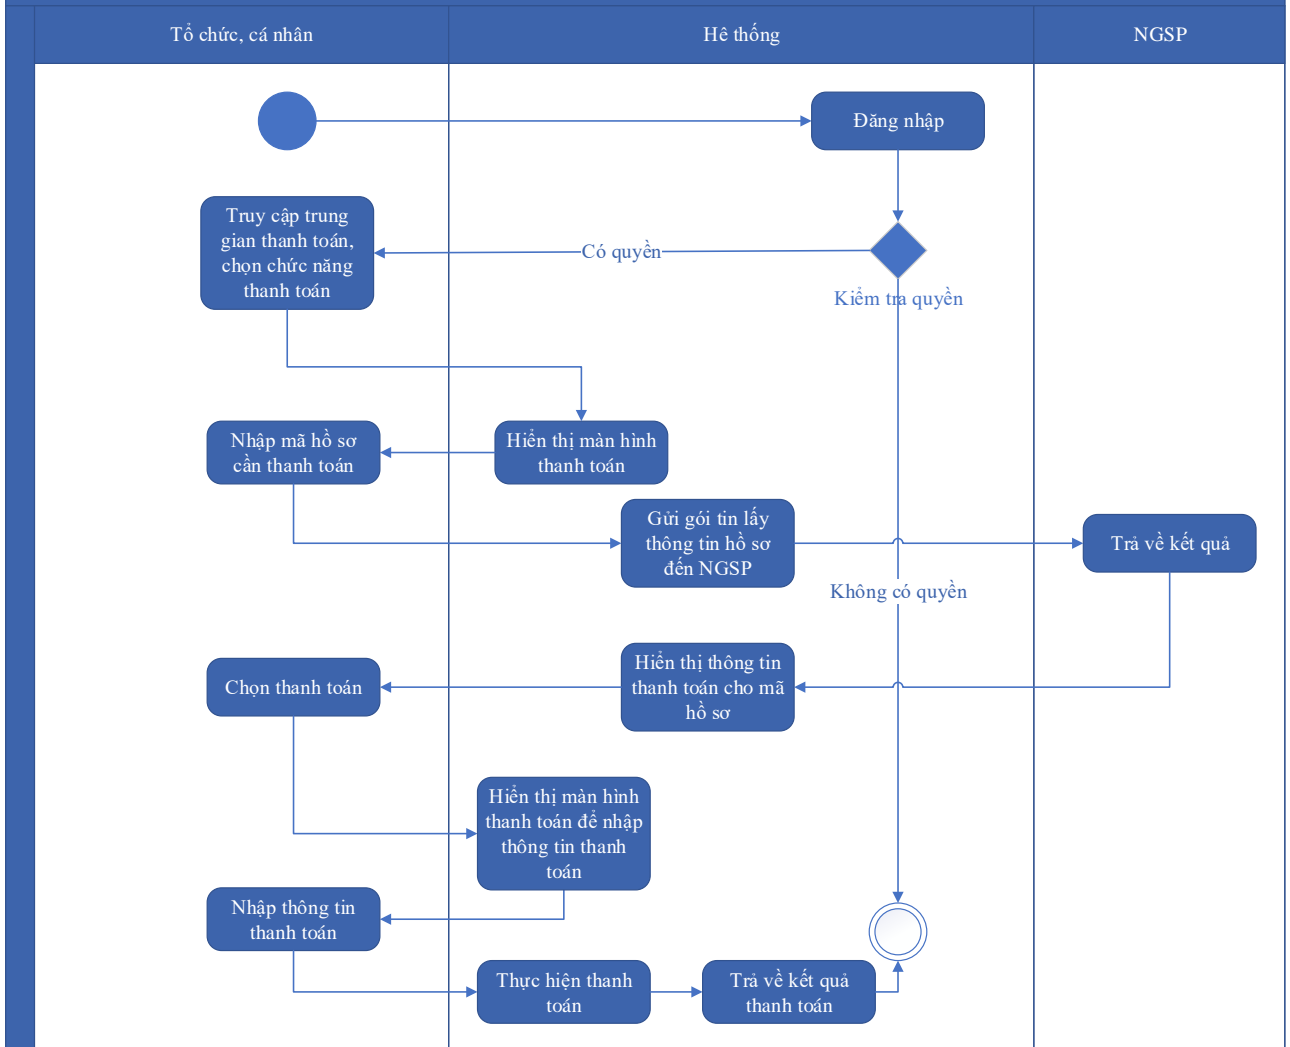 Tổ chức, cá nhân
Hê thống
NGSP
Đăng nhập
Truy cập trung
gian thanh toán,
chọn chức năng
thanh toán
Có quyền
Kiểm tra quyền
Nhập mã hồ sơ
cần thanh toán
Hiển thị màn hình
thanh toán
Gửi gói tin lấy
thông tin hồ sơ
đến NGSP
Trả về kết quả
Không có quyền
Chọn thanh toán
Hiển thị thông tin
thanh toán cho mã
hồ sơ
Hiển thị màn hình
thanh toán để nhập
thông tin thanh
toán
Nhập thông tin
thanh toán
Thực hiện thanh
toán
Trả về kết quả
thanh toán